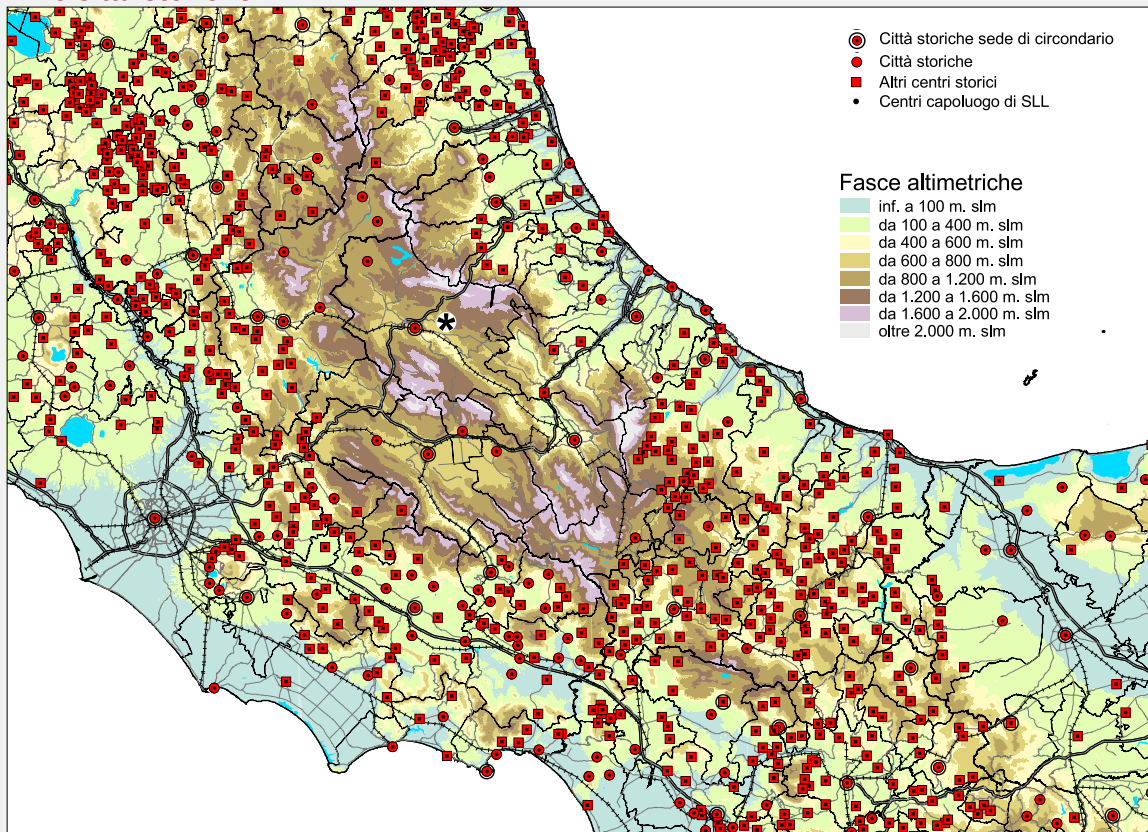 Città storiche sede di circondario
Città storiche
Altri centri storici
Centri capoluogo di SLL
Fasce altimetriche
inf. a 100 m. slm
da 100 a 400 m. slm
da 400 a 600 m. slm
da 600 a 800 m. slm
da 800 a 1.200 m. slm
da 1.200 a 1.600 m. slm
da 1.600 a 2.000 m. slm
oltre 2.000 m. slm
*